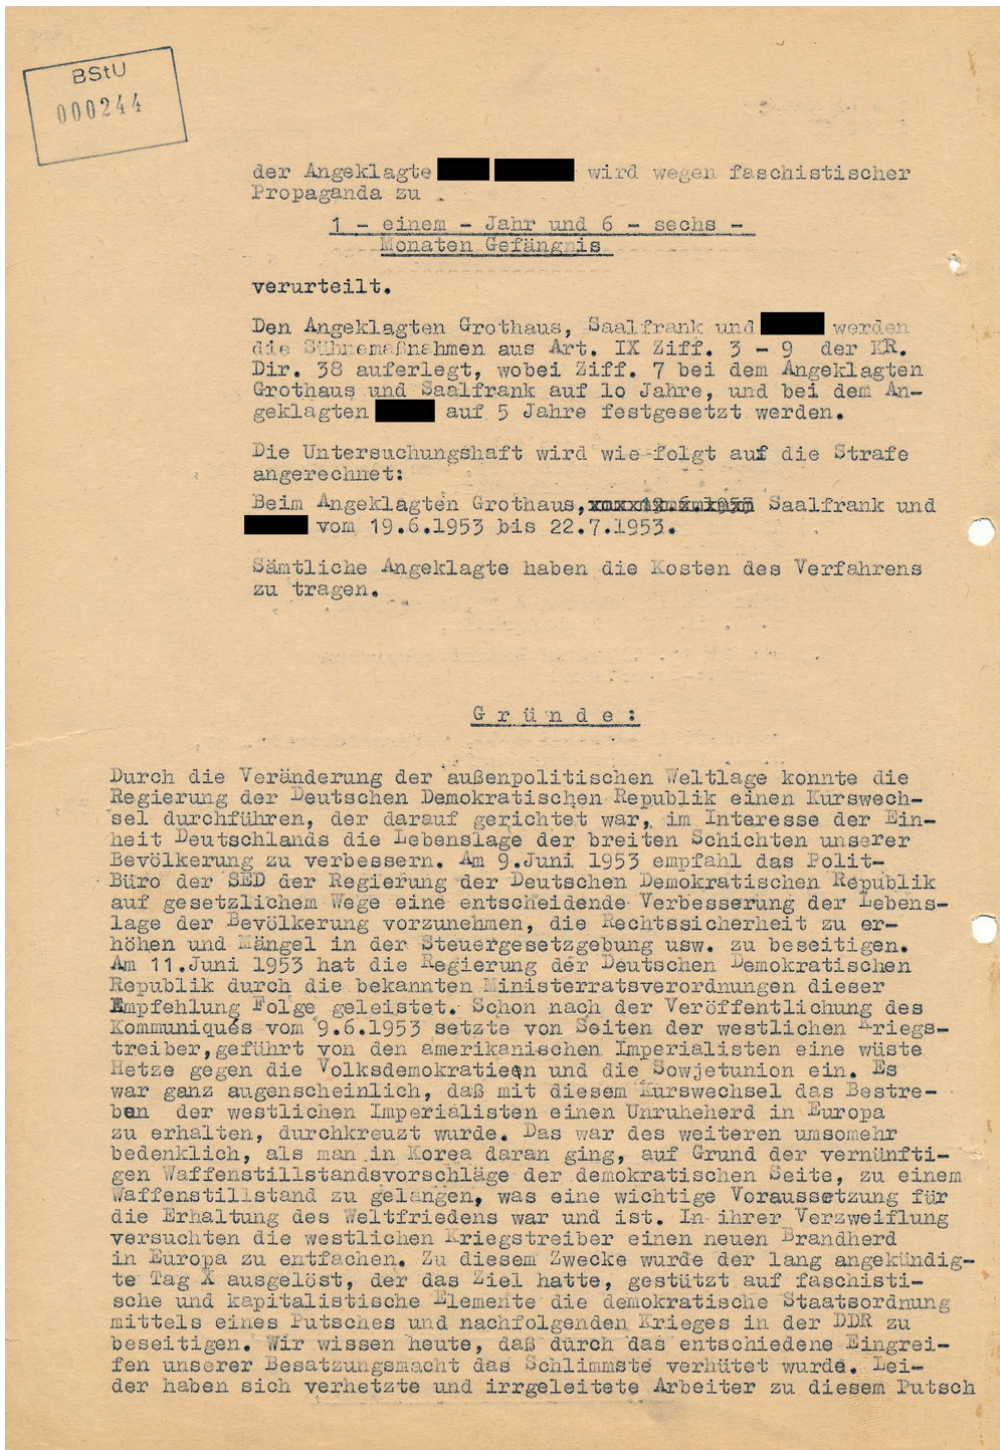 BStU
000244
der Angeklagte wird wegen faschistischer
Propaganda zu
1 - einem - Jahr und 6 - sechs -
Monaten Gefängnis
verurteilt.
Den Angeklagten Grothaus, Saalfrank und werden
die Sühnemaßnahmen aus Art. IX Ziff. 3 - 9 der KR.
Dir. 38 auferlegt, wobei Ziff. 7 bei dem Angeklagten
Grothaus und Saalfrank auf 1o Jahre, und bei dem An-
geklagten auf 5 Jahre festgesetzt werden.
Die Untersuchungshaft wird wie folgt auf die Strafe
angerechnet:
Beim Angeklagten Grothaus, Saalfrank und
vom 19.6.1953 bis 22.7.1953.
Sämtliche Angeklagte haben die Kosten des Verfahrens
zu tragen.
G r ü n d e :
Durch die Veränderung der außenpolitischen Weltlage konnte die
Regierung der Deutschen Demokratischen Republik einen Kurswech-
sel durchführen, der darauf gerichtet war, im Interesse der Ein-
heit Deutschlands die Lebenslage der breiten Schichten unserer
Bevölkerung zu verbessern. Am 9.Juni 1953 empfahl das Polit-
Büro der SED der Regierung der Deutschen Demokratischen Republik
auf gesetzlichem Wege eine entscheidende Verbesserung der Lebens-
lage der Bevölkerung vorzunehmen, die Rechtssicherheit zu er-
höhen und Mängel in der Steuergesetzgebung usw. zu beseitigen.
Am 11.Juni 1953 hat die Regierung der Deutschen Demokratischen
Republik durch die bekannten Ministerratsverordnungen dieser
Empfehlung Folge geleistet. Schon nach der Veröffentlichung des
Kommuniqués vom 9.6.1953 setzte von Seiten der westlichen Kriegs-
treiber,geführt von den amerikanischen Imperialisten eine wüste
Hetze gegen die Volksdemokratieen und die Sowjetunion ein. Es
war ganz augenscheinlich, daß mit diesem Kurswechsel das Bestre-
ben der westlichen Imperialisten einen Unruheherd in Europa
zu erhalten, durchkreuzt wurde. Das war des weiteren umsomehr
bedenklich, als man in Korea daran ging, auf Grund der vernünfti-
gen Waffenstillstandsvorschläge der demokratischen Seite, zu einem
Waffenstillstand zu gelangen, was eine wichtige Voraussetzung für
die Erhaltung des Weltfriedens war und ist. In ihrer Verzweiflung
versuchten die westlichen Kriegstreiber einen neuen Brandherd
in Europa zu entfachen. Zu diesem Zwecke wurde der lang angekündig-
te Tag X ausgelöst, der das Ziel hatte, gestützt auf faschisti-
sche und kapitalistische Elemente die demokratische Staatsordnung
mittels eines Putsches und nachfolgenden Krieges in der DDR zu
beseitigen. Wir wissen heute, daß durch das entschiedene Eingrei-
fen unserer Besatzungsmacht das Schlimmste verhütet wurde. Lei-
der haben sich verhetzte und irrgeleitete Arbeiter zu diesem Putsch